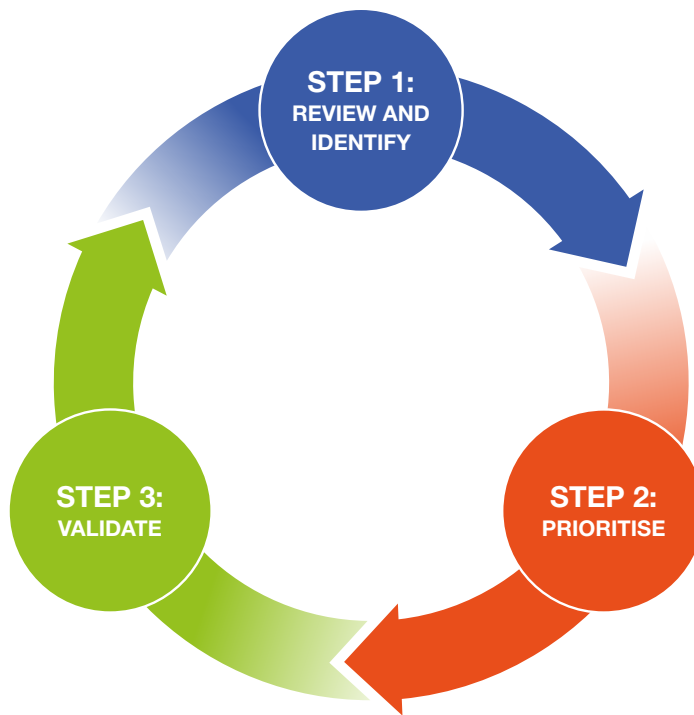 STEP 1:
REVIEW AND
IDENTIFY
STEP 2:
PRIORITISE
STEP 3:
VALIDATE